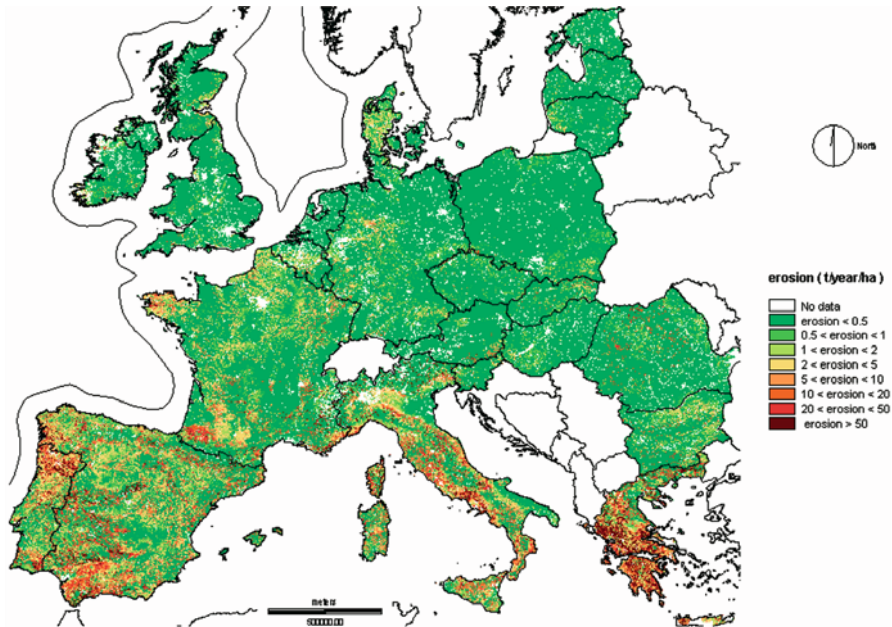 North
erosion ( t/year/ha )
No data
erosion < 0.5
0.5 < erosion < 1
1 < erosion < 2
2 < erosion < 5
5 < erosion < 10
10 < erosion < 20
20 < erosion < 50
erosion > 50
meters